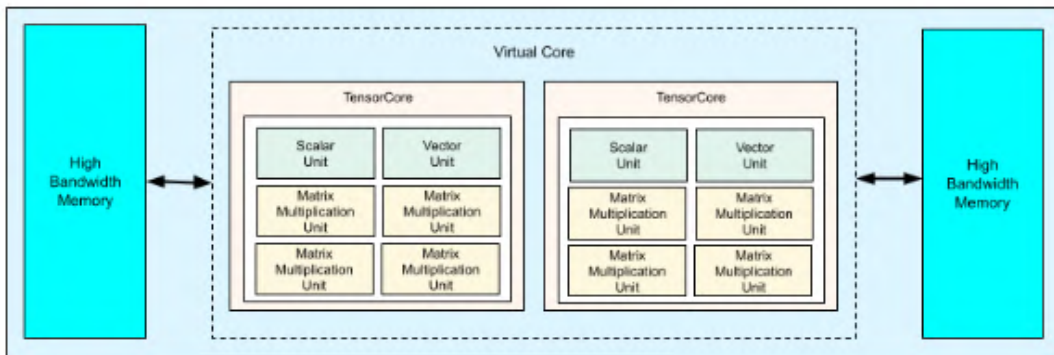 Virtual Core
High
Bandwidth
Memory
TensorCore
Scalar
Unit
Vector
Unit
Matrix
Multiplication
Unit
Matrix
Multiplication
Unit
Matrix
Multiplication
Unit
Matrix
Multiplication
Unit
TensorCore
Scalar
Unit
Vector
Unit
Matrix
Multiplication
Unit
Matrix
Multiplication
Unit
Matrix
Multiplication
Unit
Matrix
Multiplication
Unit
High
Bandwidth
Memory